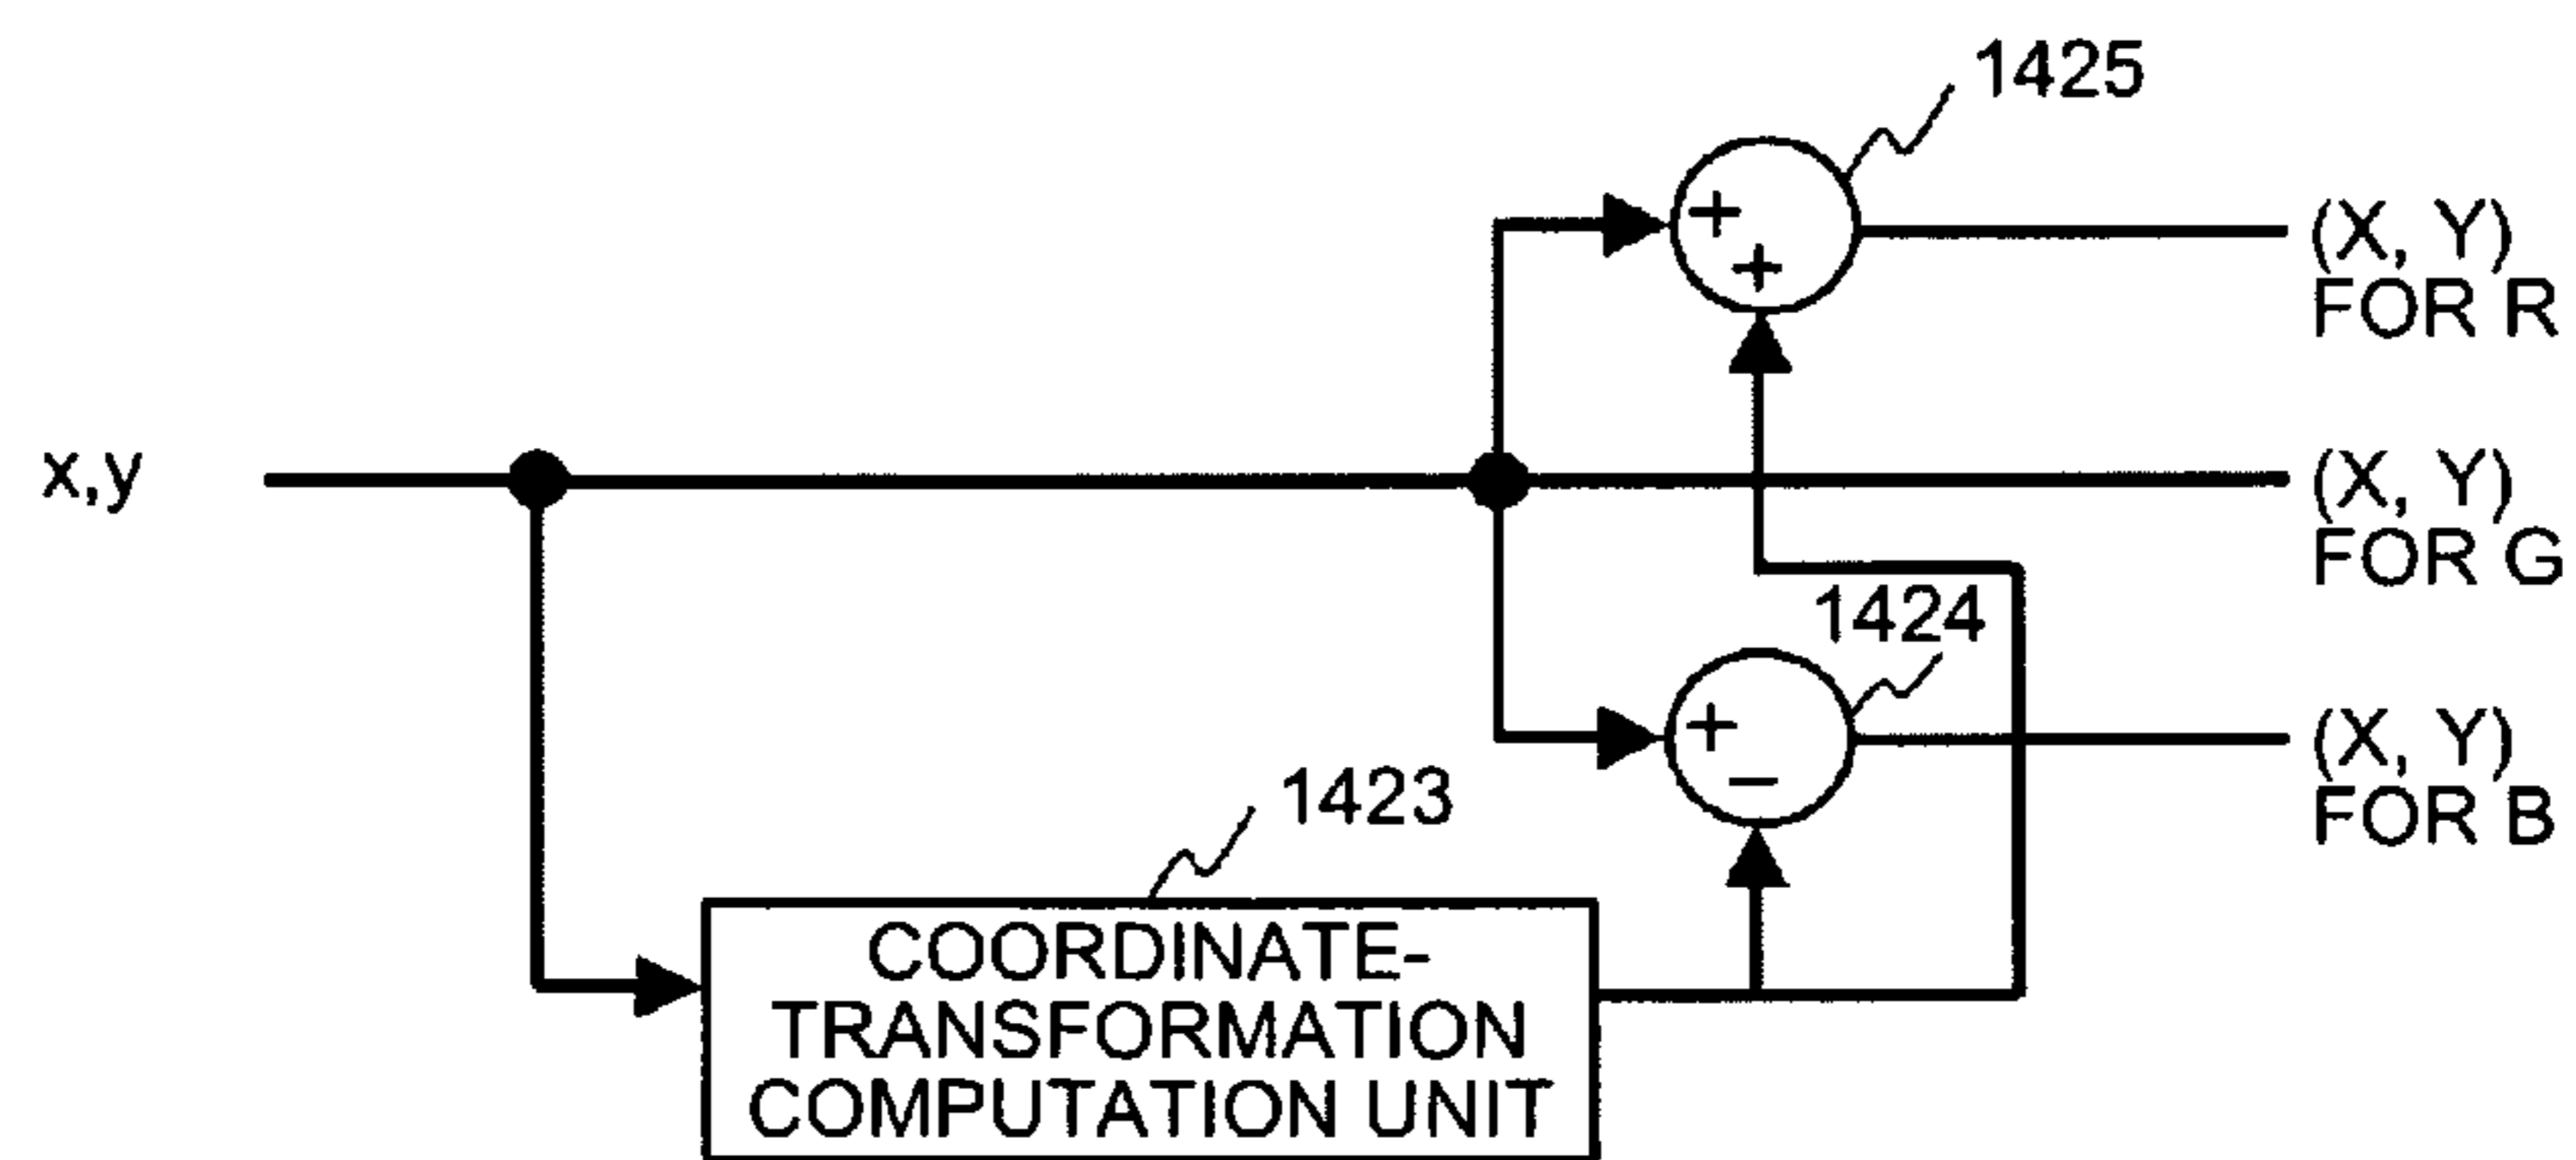 1425
(X, Y)
FOR R
x,y
(X, Y)
FOR G
1424
(X, Y)
FOR B
1423
COORDINATE-
TRANSFORMATION
COMPUTATION UNIT
+
+
+
−